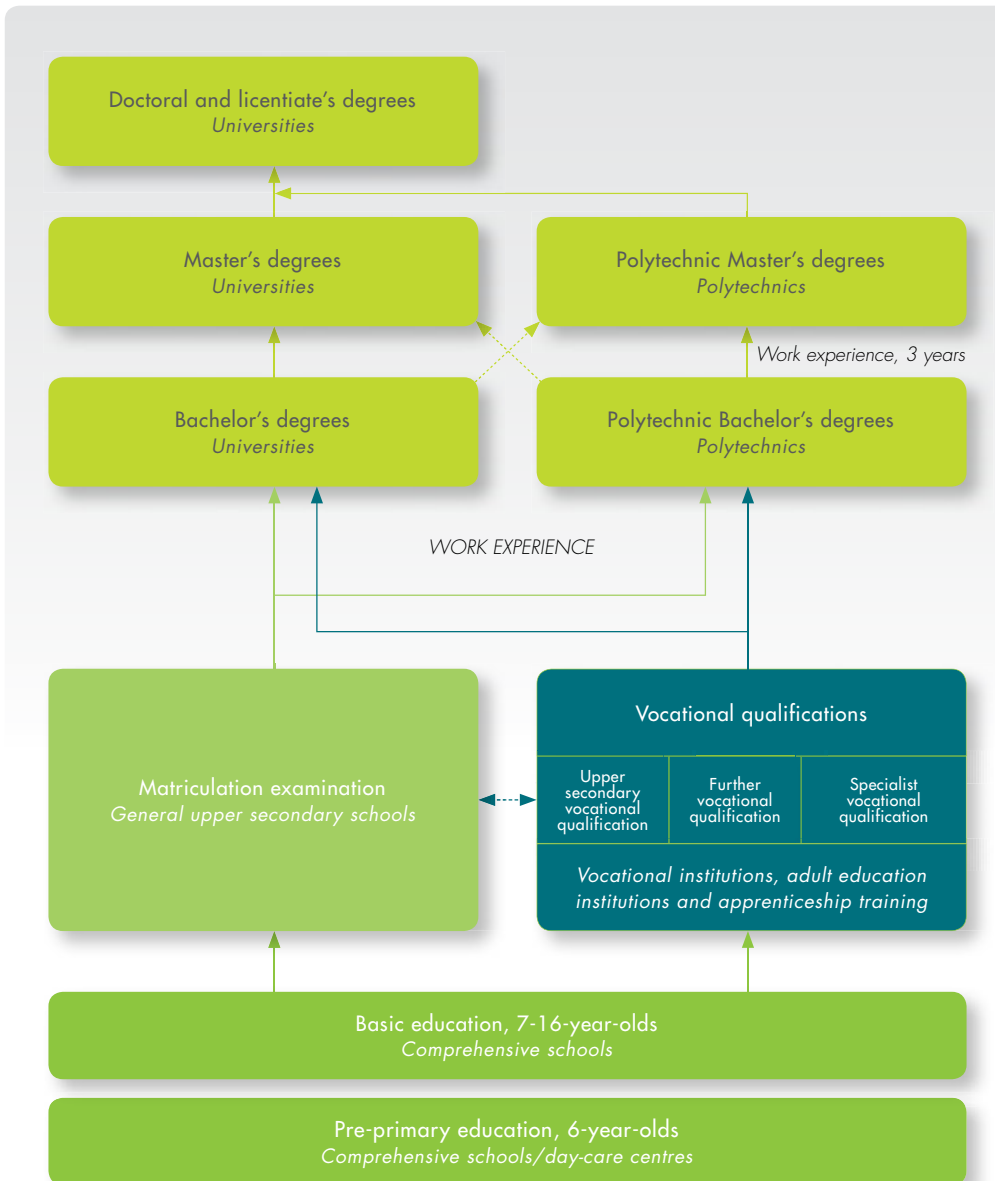 Doctoral and licentiate's degrees
Universities
Master's degrees
Universities
Polytechnic Master's degrees
Polytechnics
Work experience, 3 years
Bachelor's degrees
Universities
Polytechnic Bachelor's degrees
Polytechnics
WORK EXPERIENCE
Matriculation examination
General upper secondary schools
Vocational qualifications
Upper
secondary
vocational
qualification
Further
vocational
qualification
Specialist
vocational
qualification
Vocational institutions, adult education
institutions and apprenticeship training
Basic education, 7-16-year-olds
Comprehensive schools
Pre-primary education, 6-year-olds
Comprehensive schools/day-care centres